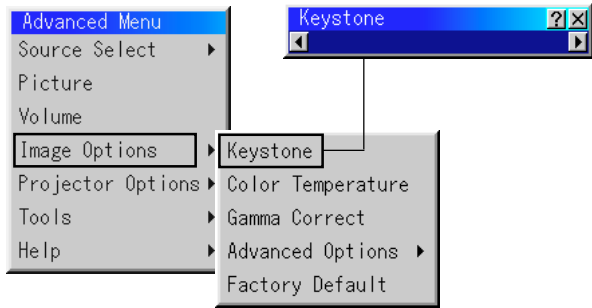 Advanced Menu
Source Select
Picture
Volume
Image Options
Projector Options
Tools
Help
Keystone
Color Temperature
Gamma Correct
Advanced Options
Factory Default
Keystone ?